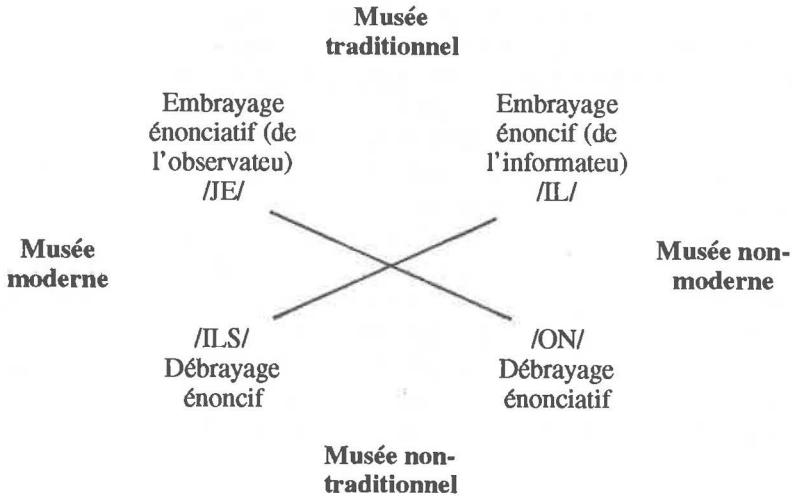 Musée
traditionnel
Embrayage
énonciatif (de
l'observateu)
/JE/
Embrayage
énoncif (de
l'informateu)
/IL/
Musée
moderne
Musée non-
moderne
/ILS/
Débrayage
énoncif
/ON/
Débrayage
énonciatif
Musée non-
traditionnel